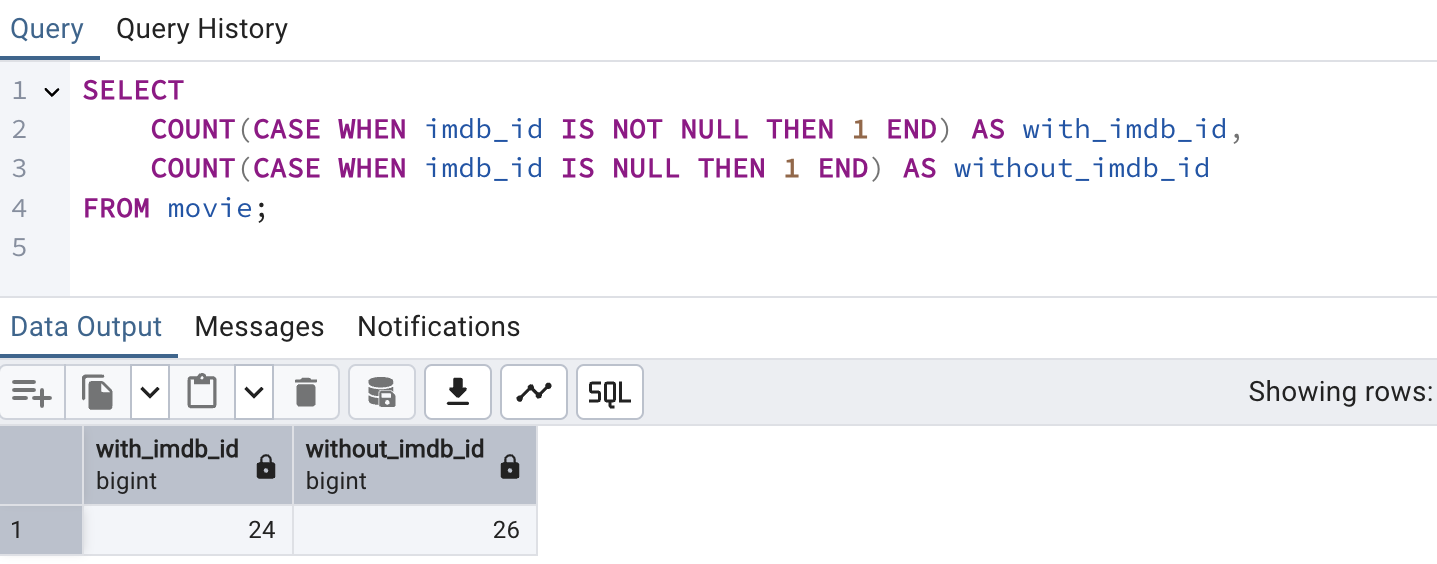 Query Query History
1 SELECT
2 COUNT(CASE WHEN imdb_id IS NOT NULL THEN 1 END) AS with_imdb_id,
3 COUNT(CASE WHEN imdb_id IS NULL THEN 1 END) AS without_imdb_id
4 FROM movie;
5
Data Output Messages Notifications
SQL Showing rows:
with_imdb_id without_imdb_id
bigint bigint
1 24 26